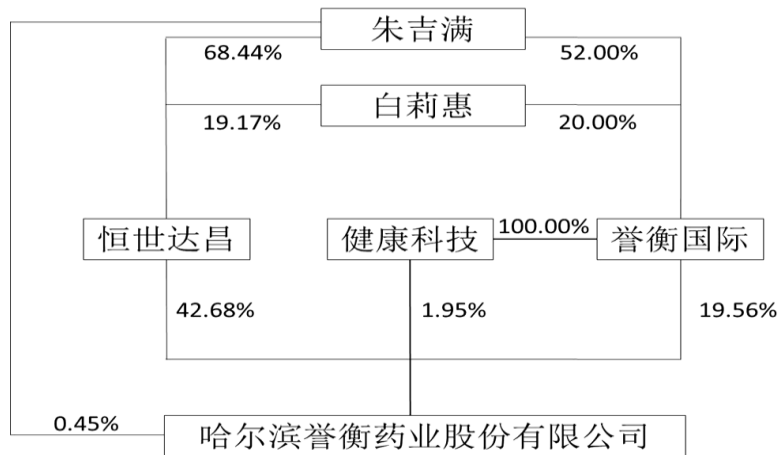 朱吉满
68.44%
52.00%
白莉惠
19.17%
20.00%
恒世达昌
健康科技
100.00%
誉衡国际
42.68%
1.95%
19.56%
0.45%
哈尔滨誉衡药业股份有限公司